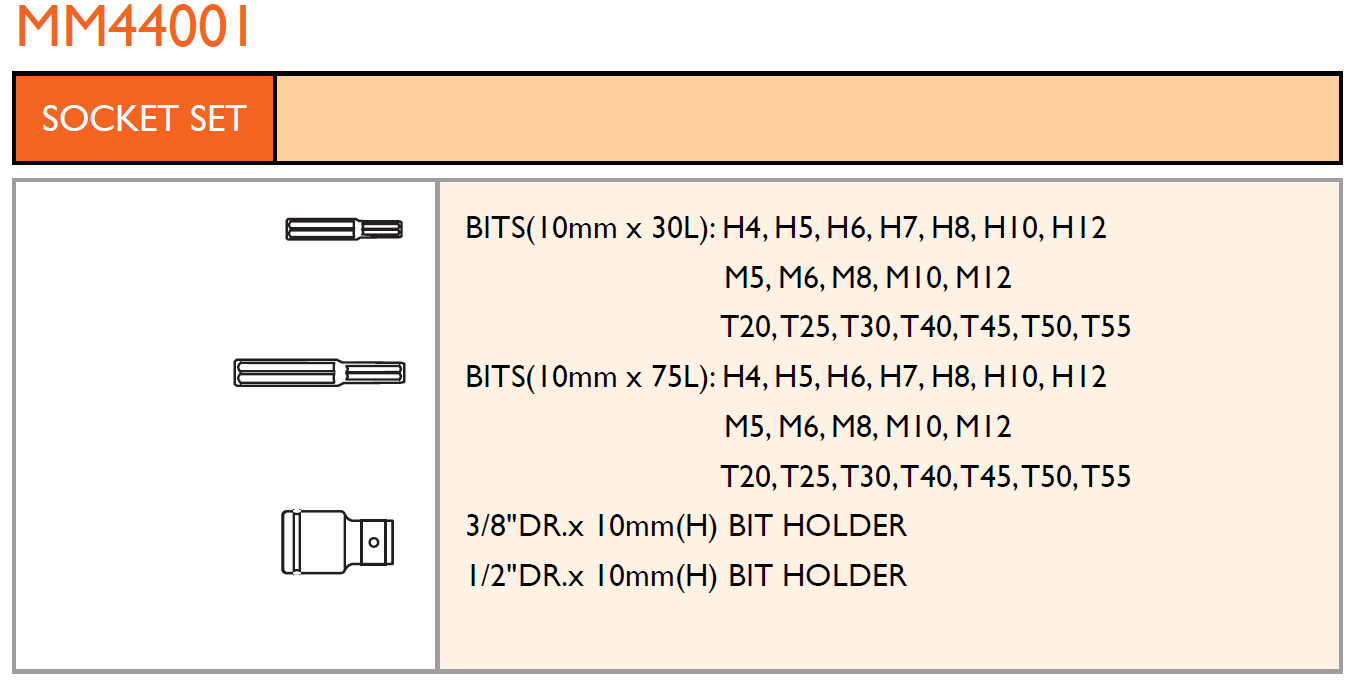 MM44001
SOCKET SET
BITS(10mm x 30L): H4, H5, H6, H7, H8, H10, H12
M5, M6, M8, M10, M12
T20, T25, T30, T40, T45, T50, T55
BITS(10mm x 75L): H4, H5, H6, H7, H8, H10, H12
M5, M6, M8, M10, M12
T20, T25, T30, T40, T45, T50, T55
3/8"DR.x 10mm(H) BIT HOLDER
1/2"DR.x 10mm(H) BIT HOLDER